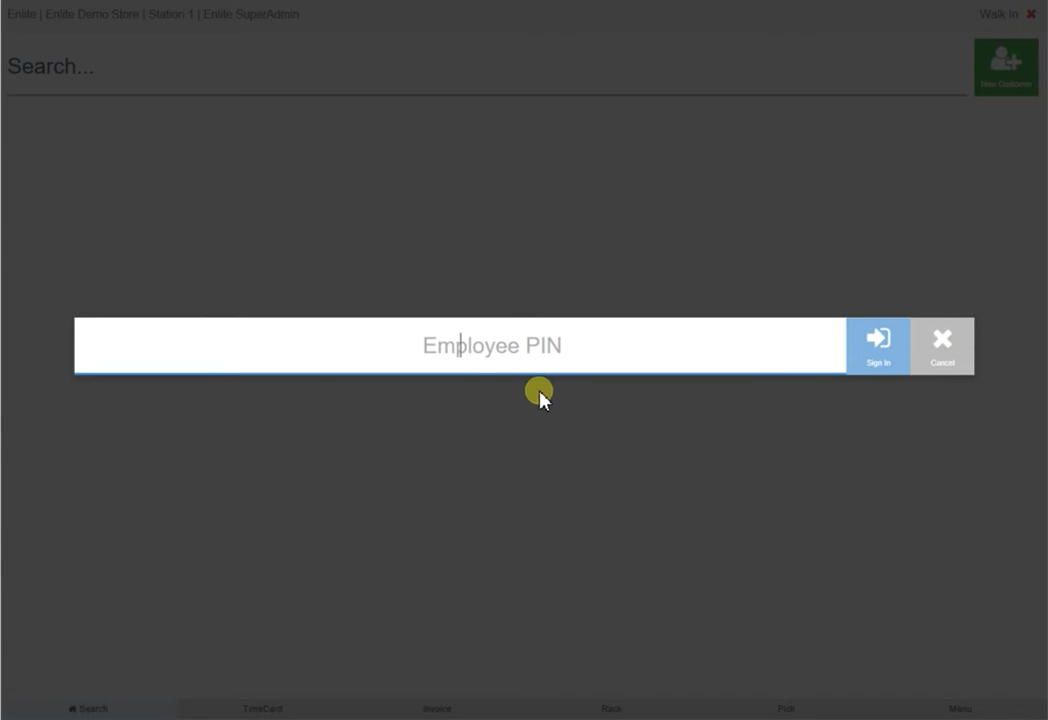 Enlite | Enlite Demo Store | Station 1 | Enlite SuperAdmin
Walk In
Search...
New Customer
Employee PIN
Sign In
Cancel
Search
TimeCard
Invoice
Rack
Pick
Menu